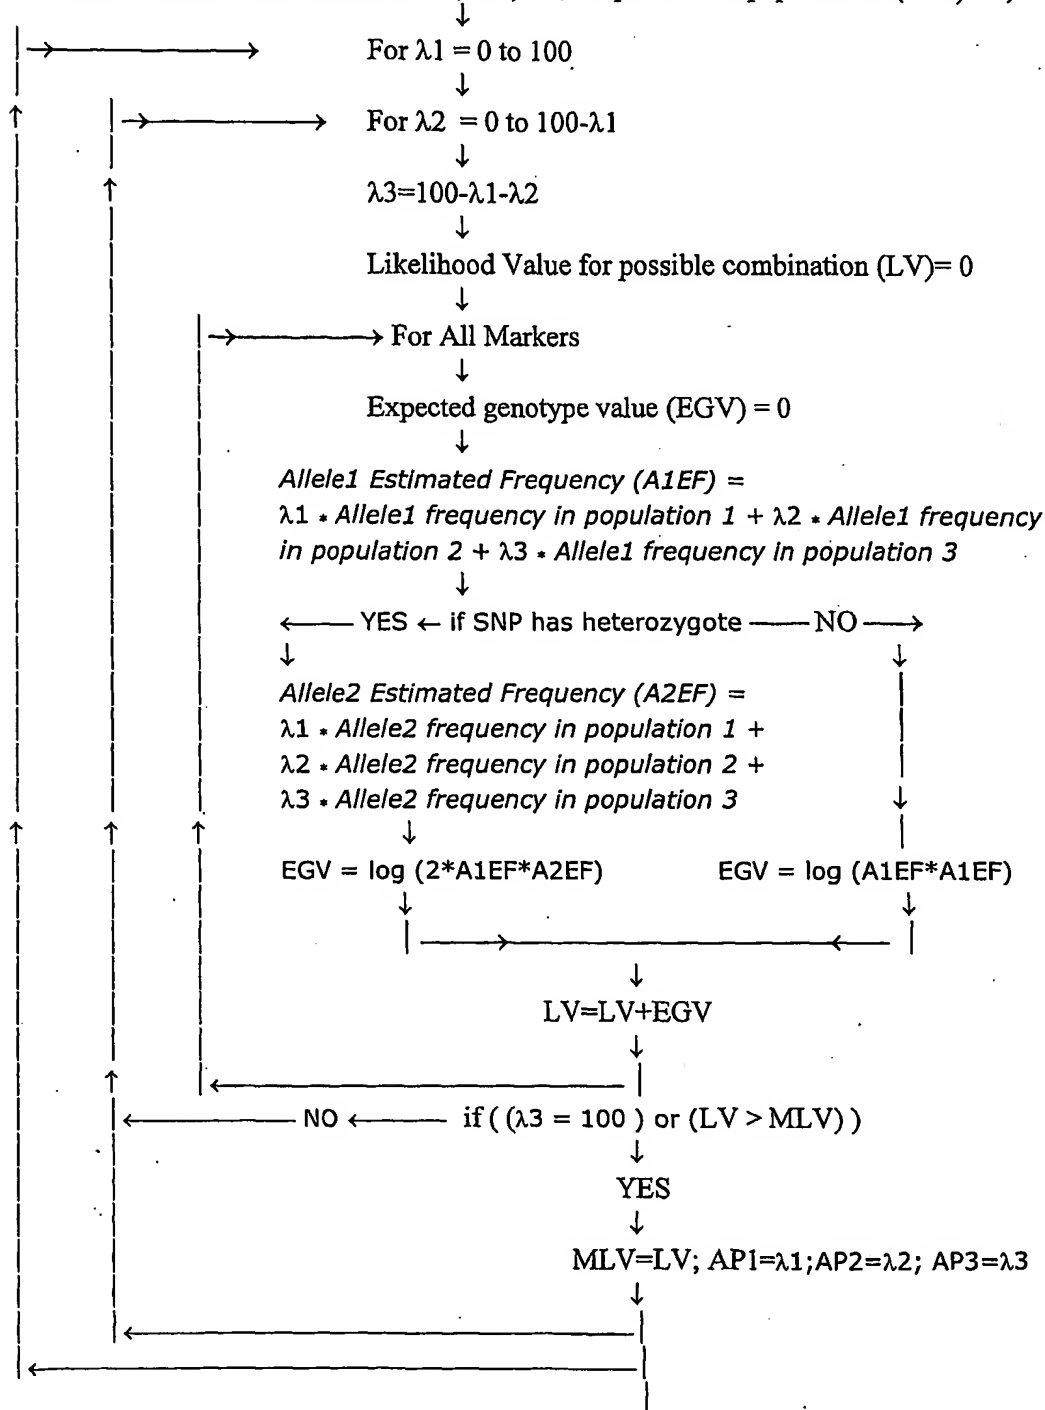 For λ1 = 0 to 100
For λ2 = 0 to 100-λ1
λ3=100-λ1-λ2
Likelihood Value for possible combination (LV)= 0
For All Markers
Expected genotype value (EGV) = 0
Allele1 Estimated Frequency (A1EF) =
λ1 * Allele1 frequency in population 1 + λ2 * Allele1 frequency
in population 2 + λ3 * Allele1 frequency in population 3
YES ← if SNP has heterozygote NO
Allele2 Estimated Frequency (A2EF) =
λ1 * Allele2 frequency in population 1 +
λ2 * Allele2 frequency in population 2 +
λ3 * Allele2 frequency in population 3
EGV = log (2*A1EF*A2EF) EGV = log (A1EF*A1EF)
LV=LV+EGV
NO if ( (λ3 = 100 ) or (LV > MLV) )
YES
MLV=LV; AP1=λ1;AP2=λ2; AP3=λ3